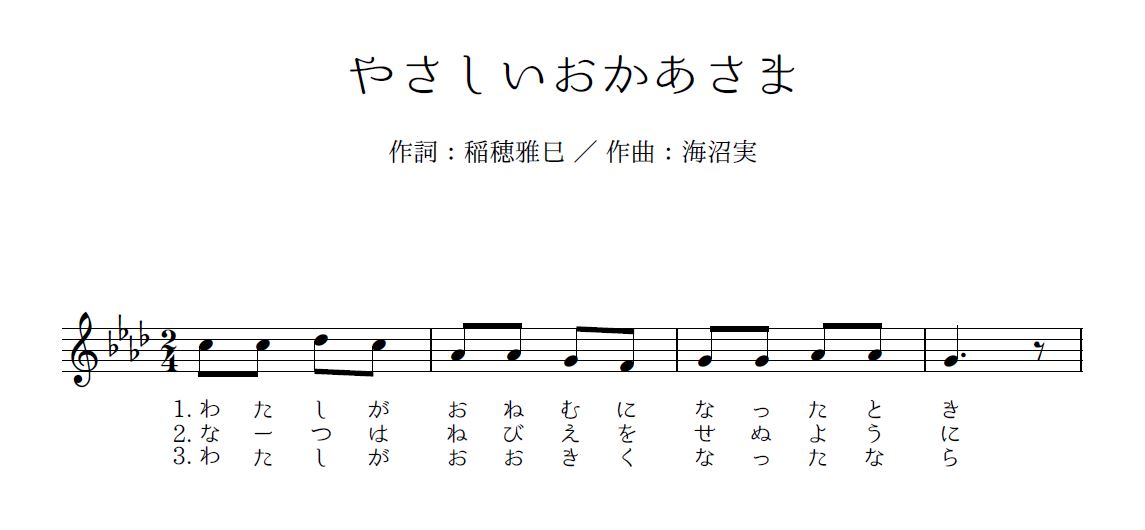 やさしいおかあさま
作詞：稲穂雅巳 ／ 作曲：海沼実
2
4
1. わ た し が お ね む に な っ た と き
2. な ー つ は ね び え を せ ぬ よ う に
3. わ た し が お お き く な っ た な ら